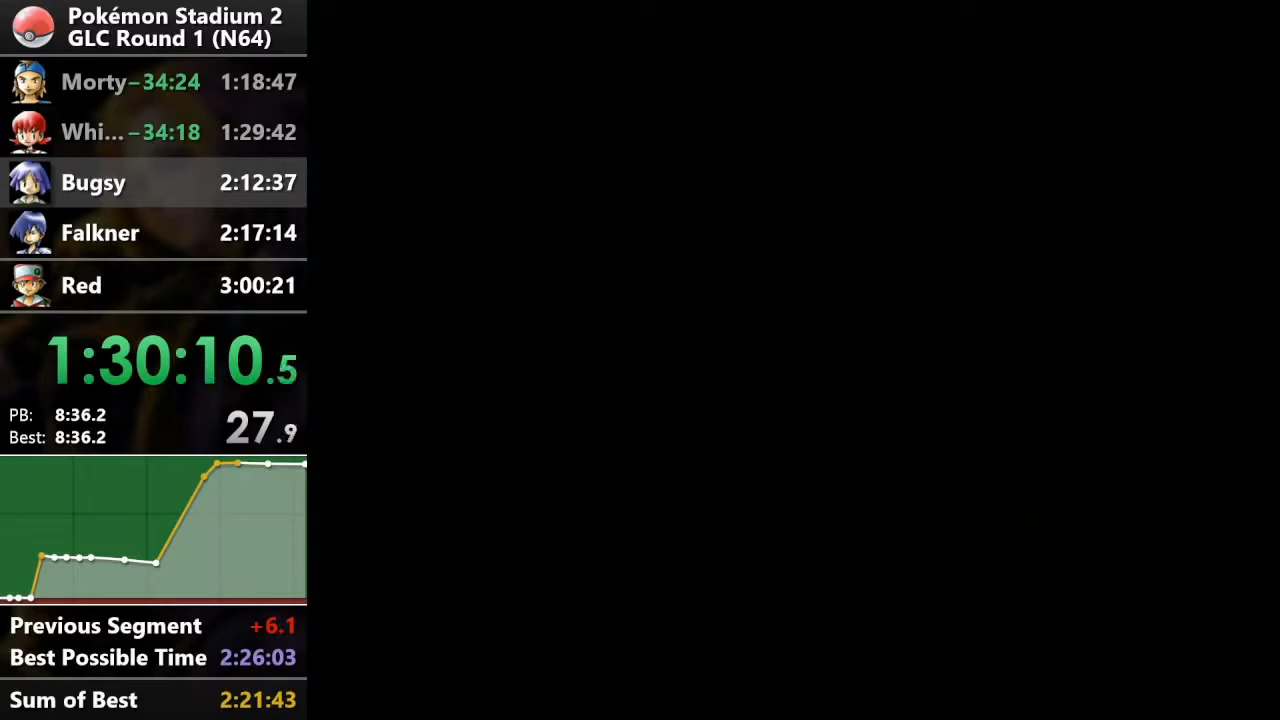 Pokémon Stadium 2
GLC Round 1 (N64)
Morty −34:24 1:18:47
Whi... −34:18 1:29:42
Bugsy 2:12:37
Falkner 2:17:14
Red 3:00:21
1:30:10.5
PB: 8:36.2
27.9
Best: 8:36.2
Previous Segment +6.1
Best Possible Time 2:26:03
Sum of Best 2:21:43